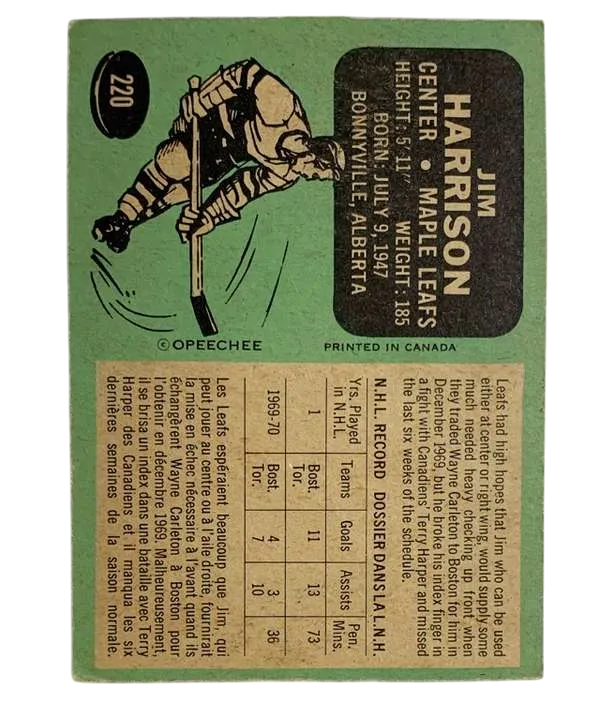 220
JIM
HARRISON
CENTER • MAPLE LEAFS
HEIGHT: 5' 11" WEIGHT: 185
BORN: JULY 9, 1947
BONNYVILLE, ALBERTA
© OPEECHEE
PRINTED IN CANADA
Leafs had high hopes that Jim who can be used
either at center or right wing, would supply some
much needed heavy checking up front when
they traded Wayne Carleton to Boston for him in
December 1969, but he broke his index finger in
a fight with Canadiens' Terry Harper and missed
the last six weeks of the schedule.
N.H.L. RECORD DOSSIER DANS LA L.N.H.
Yrs. Played in N.H.L. Teams Goals Assists Pen. Mins.
1 Bost. Tor. 11 13 73
1969-70 Bost. 4 3 36
Tor. 7 10
Les Leafs espéraient beaucoup que Jim, qui
peut jouer au centre ou à l'aile droite, fournirait
la mise en échec nécessaire à l'avant quand ils
échangèrent Wayne Carleton à Boston pour
l'obtenir en décembre 1969. Malheureusement,
il se brisa un index dans une bataille avec Terry
Harper des Canadiens et il manqua les six
dernières semaines de la saison normale.